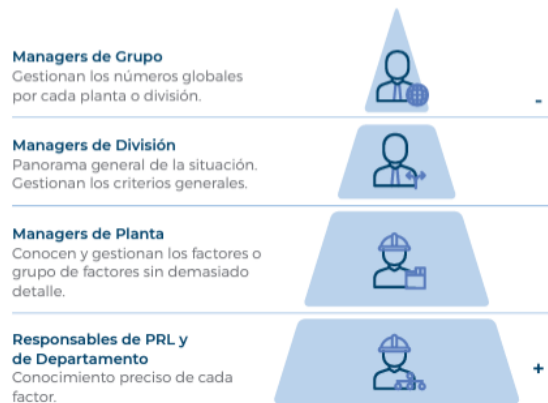 Managers de Grupo
Gestionan los números globales
por cada planta o división.
-
Managers de División
Panorama general de la situación.
Gestionan los criterios generales.
Managers de Planta
Conocen y gestionan los factores o
grupo de factores sin demasiado
detalle.
Responsables de PRL y
de Departamento
Conocimiento preciso de cada
factor.
+